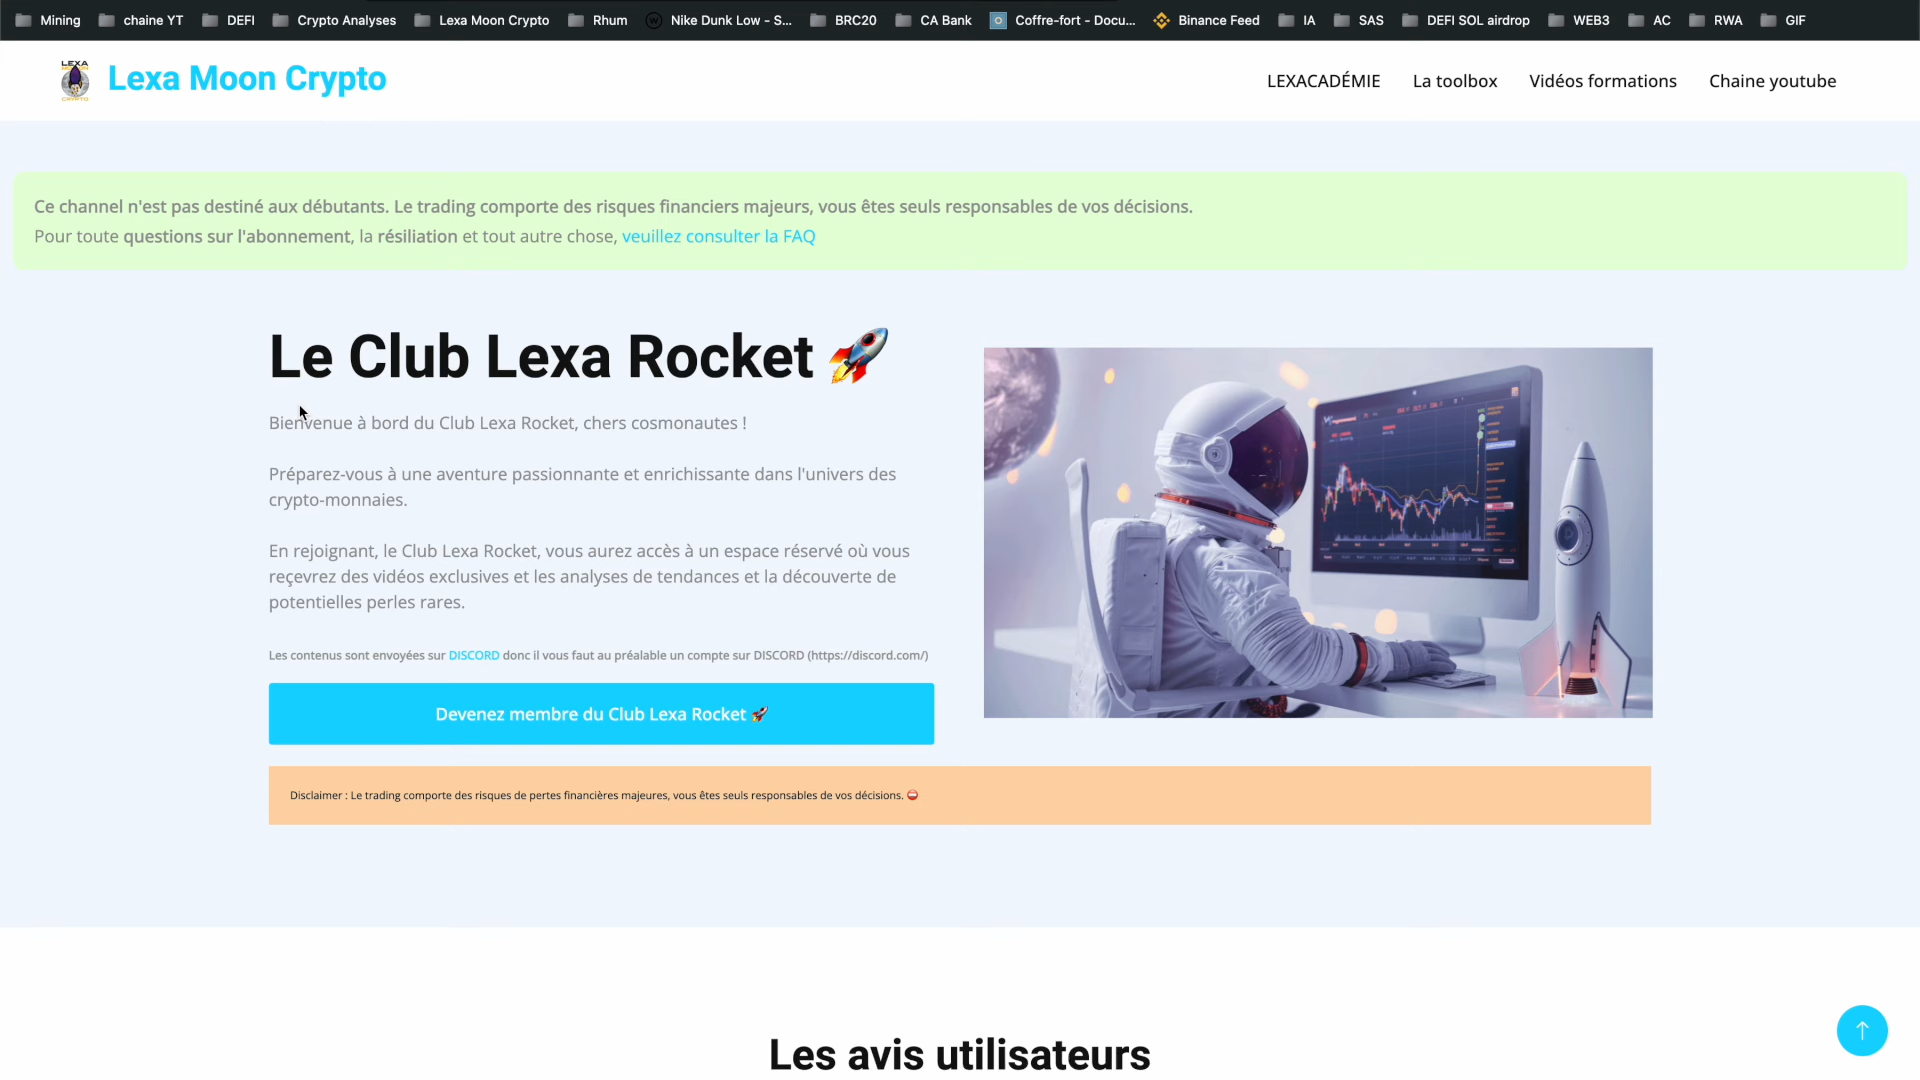 Mining chaine YT DEFI Crypto Analyses Lexa Moon Crypto Rhum Nike Dunk Low - S... BRC20 CA Bank Coffre-fort - Docu... Binance Feed IA SAS DEFI SOL airdrop WEB3 AC RWA GIF
LEXA
MOON
CRYPTO
Lexa Moon Crypto
LEXACADÉMIE La toolbox Vidéos formations Chaine youtube
Ce channel n'est pas destiné aux débutants. Le trading comporte des risques financiers majeurs, vous êtes seuls responsables de vos décisions.
Pour toute questions sur l'abonnement, la résiliation et tout autre chose, veuillez consulter la FAQ
Le Club Lexa Rocket 🚀
Bienvenue à bord du Club Lexa Rocket, chers cosmonautes !
Préparez-vous à une aventure passionnante et enrichissante dans l'univers des
crypto-monnaies.
En rejoignant, le Club Lexa Rocket, vous aurez accès à un espace réservé où vous
reçevrez des vidéos exclusives et les analyses de tendances et la découverte de
potentielles perles rares.
Les contenus sont envoyées sur DISCORD donc il vous faut au préalable un compte sur DISCORD (https://discord.com/)
Devenez membre du Club Lexa Rocket 🚀
Disclaimer : Le trading comporte des risques de pertes financières majeures, vous êtes seuls responsables de vos décisions. ⛔
Les avis utilisateurs